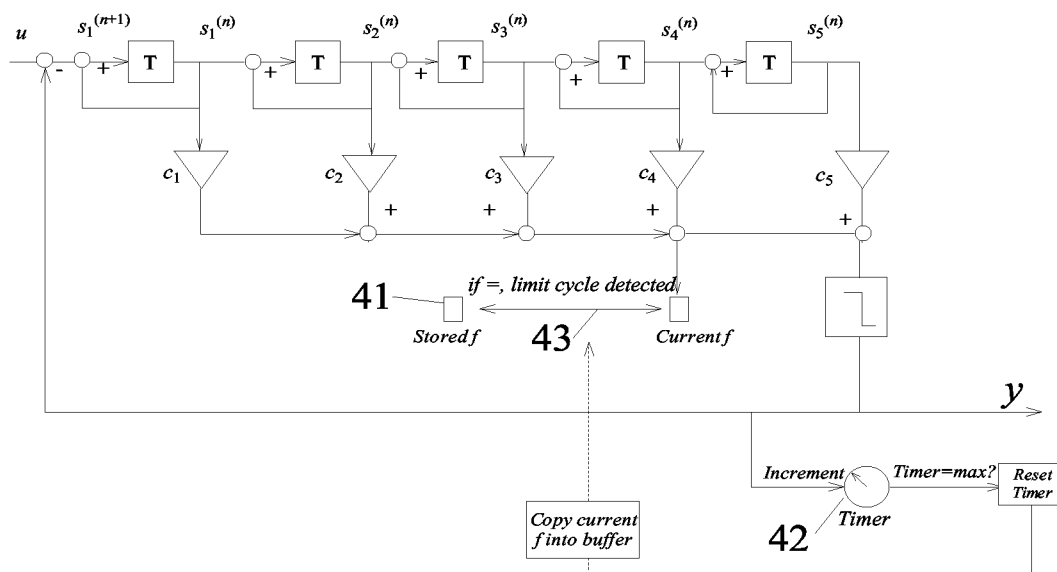 u
s₁⁽ⁿ⁺¹⁾
s₁⁽ⁿ⁾
s₂⁽ⁿ⁾
s₃⁽ⁿ⁾
s₄⁽ⁿ⁾
s₅⁽ⁿ⁾
-
+
T
+
T
+
T
+
T
+
T
c₁
c₂
c₃
c₄
c₅
+
+
+
+
if =, limit cycle detected
41
Stored f
43
Current f
y
Increment
Timer=max?
Reset
Timer
42
Timer
Copy current
f into buffer